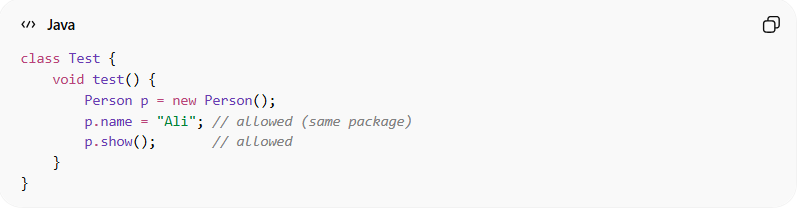 </> Java
class Test {
    void test() {
        Person p = new Person();
        p.name = "Ali"; // allowed (same package)
        p.show();       // allowed
    }
}